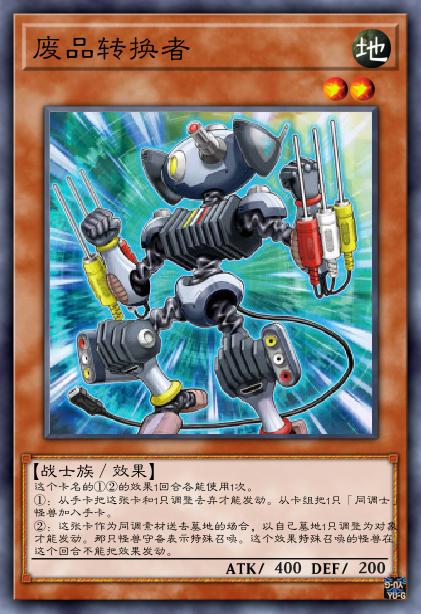 废品转换者
地
【战士族／效果】
这个卡名的①②的效果1回合各能使用1次。
①：从手卡把这张卡和1只调整丢弃才能发动。从卡组把1只「同调士
怪兽加入手卡。
②：这张卡作为同调素材送去墓地的场合，以自己墓地1只调整为对象
才能发动。那只怪兽守备表示特殊召唤。这个效果特殊召唤的怪兽在
这个回合不能把效果发动。
ATK/ 400 DEF/ 200